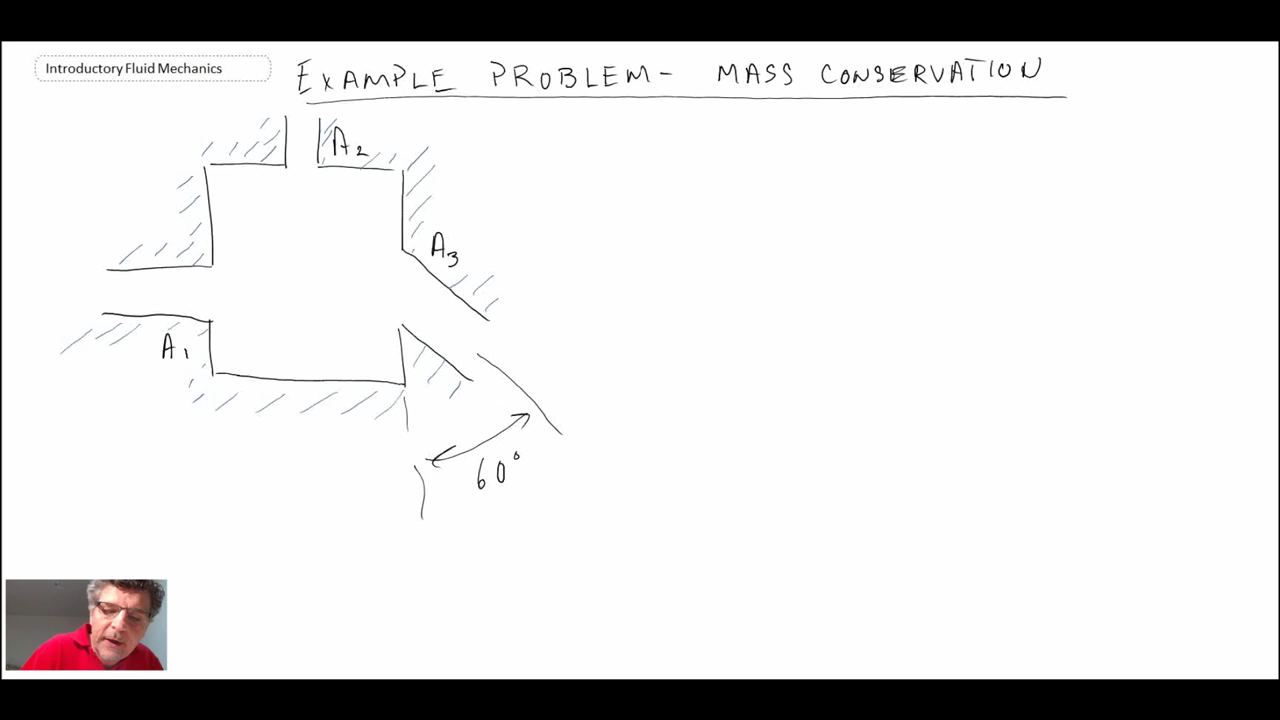 Introductory Fluid Mechanics
EXAMPLE PROBLEM- MASS CONSERVATION
A2
A3
A1
60°